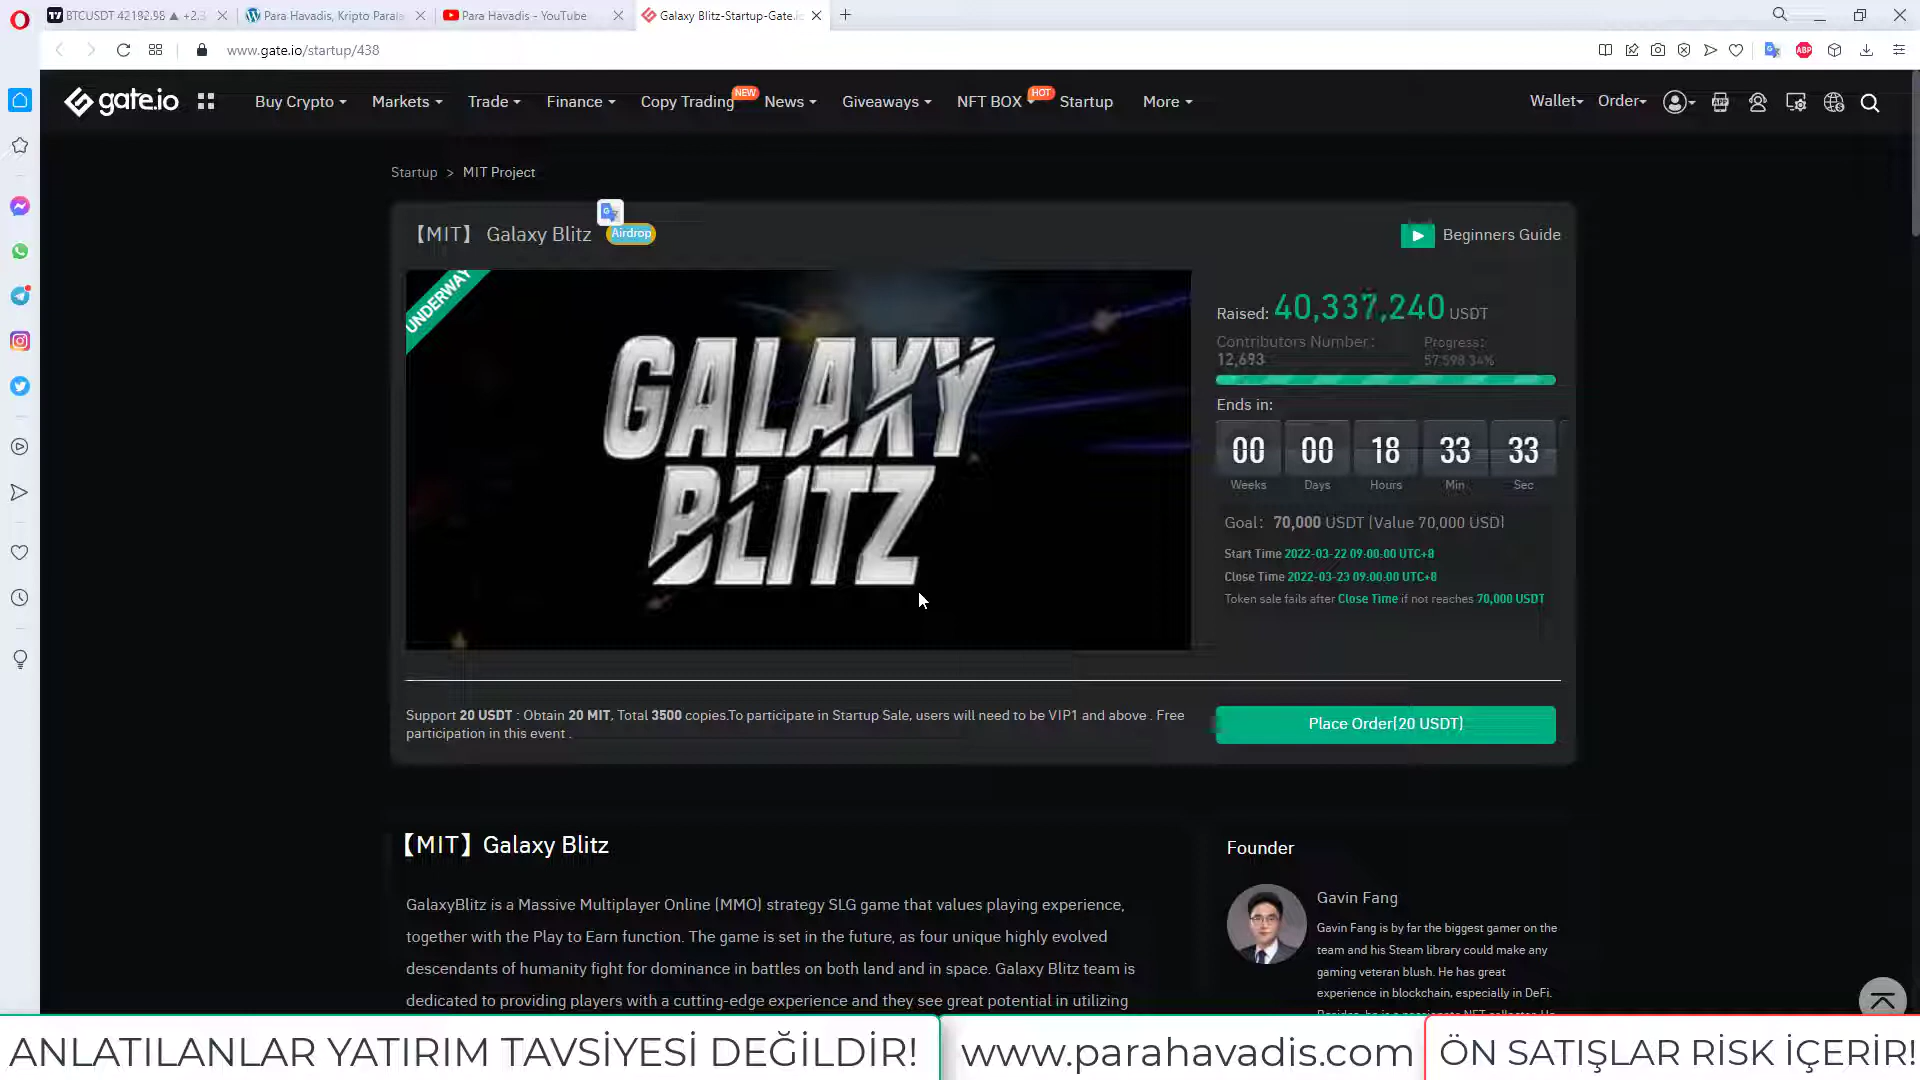 BTCUSDT 42192.98 ▲ +2.3
Para Havadis, Kripto Parala
Para Havadis - YouTube
Galaxy Blitz-Startup-Gate.io
www.gate.io/startup/438
ABP
gate.io
Buy Crypto
Markets
Trade
Finance
Copy Trading
NEW
News
Giveaways
NFT BOX
HOT
Startup
More
Wallet
Order
Startup > MIT Project
【MIT】 Galaxy Blitz
Airdrop
Beginners Guide
UNDERWAY
GALAXY
BLITZ
Raised: 40,337,240 USDT
Contributors Number：
12,693
Progress：
57,598.34%
Ends in:
00 00 18 33 33
Weeks Days Hours Min Sec
Goal： 70,000 USDT (Value 70,000 USD)
Start Time 2022-03-22 09:00:00 UTC+8
Close Time 2022-03-23 09:00:00 UTC+8
Token sale fails after Close Time if not reaches 70,000 USDT
Support 20 USDT : Obtain 20 MIT, Total 3500 copies.To participate in Startup Sale, users will need to be VIP1 and above . Free
participation in this event .
Place Order(20 USDT)
【MIT】 Galaxy Blitz
GalaxyBlitz is a Massive Multiplayer Online (MMO) strategy SLG game that values playing experience,
together with the Play to Earn function. The game is set in the future, as four unique highly evolved
descendants of humanity fight for dominance in battles on both land and in space. Galaxy Blitz team is
dedicated to providing players with a cutting-edge experience and they see great potential in utilizing
Founder
Gavin Fang
Gavin Fang is by far the biggest gamer on the
team and his Steam library could make any
gaming veteran blush. He has great
experience in blockchain, especially in DeFi.
ANLATILANLAR YATIRIM TAVSİYESİ DEĞİLDİR!
www.parahavadis.com
ÖN SATIŞLAR RİSK İÇERİR!